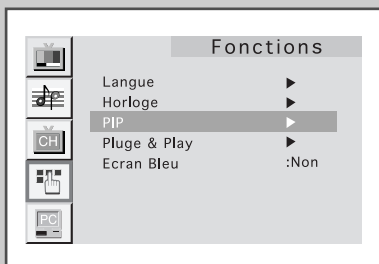 Fonctions
Langue ▶
Horloge ▶
PIP ▶
CH
Pluge & Play ▶
Ecran Bleu :Non
PC